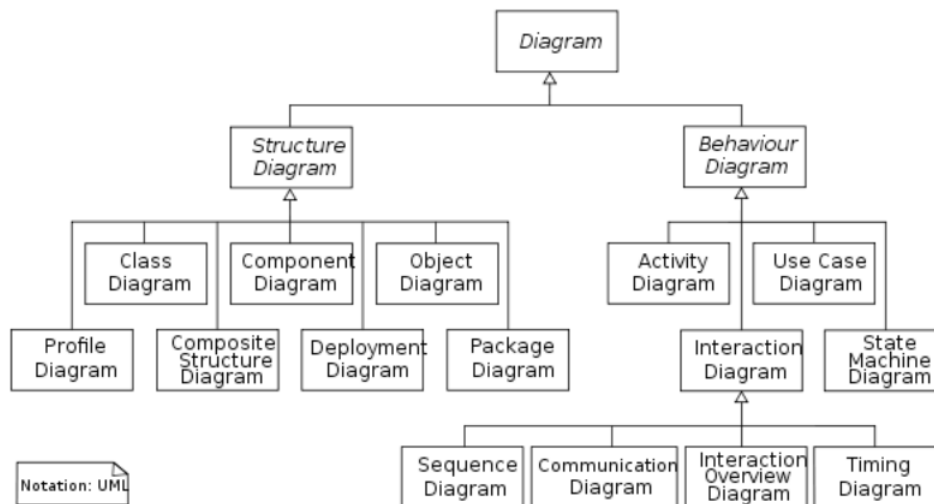 Diagram
Structure
Diagram
Behaviour
Diagram
Class
Diagram
Component
Diagram
Object
Diagram
Activity
Diagram
Use Case
Diagram
Profile
Diagram
Composite
Structure
Diagram
Deployment
Diagram
Package
Diagram
Interaction
Diagram
State
Machine
Diagram
Sequence
Diagram
Communication
Diagram
Interaction
Overview
Diagram
Timing
Diagram
Notation: UML